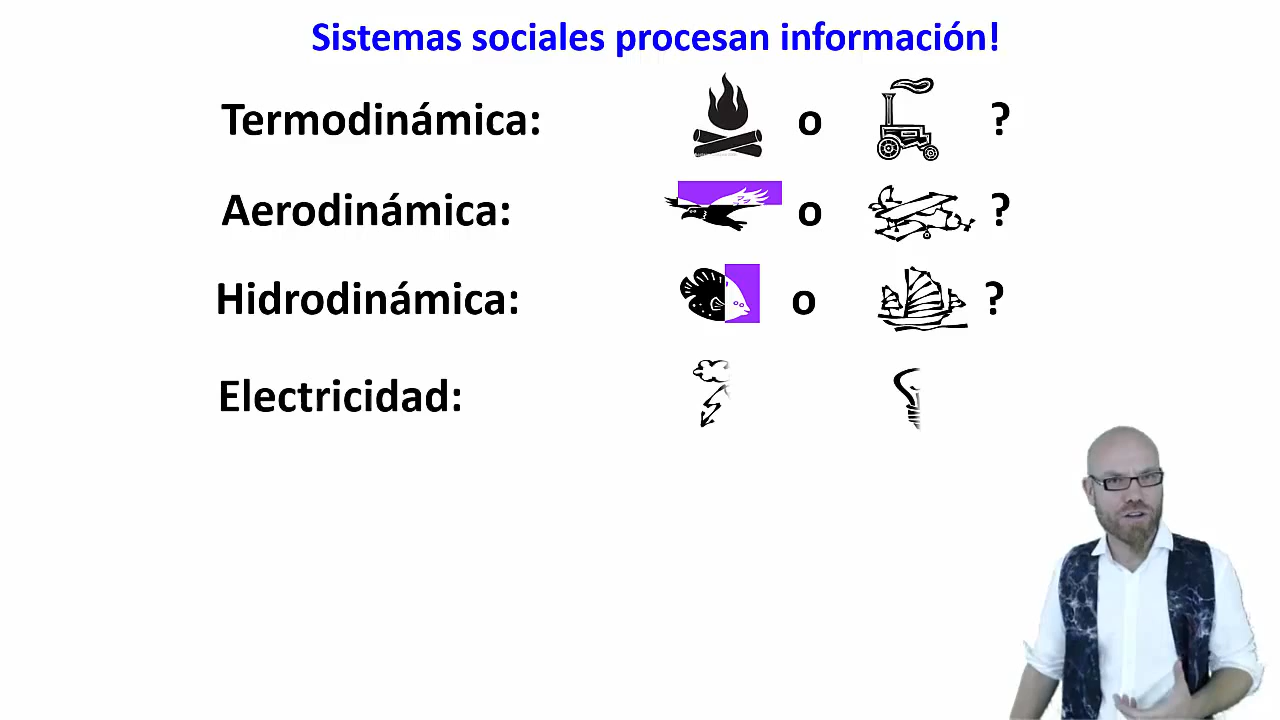 Sistemas sociales procesan información!
Termodinámica: o ?
Aerodinámica: o ?
Hidrodinámica: o ?
Electricidad: